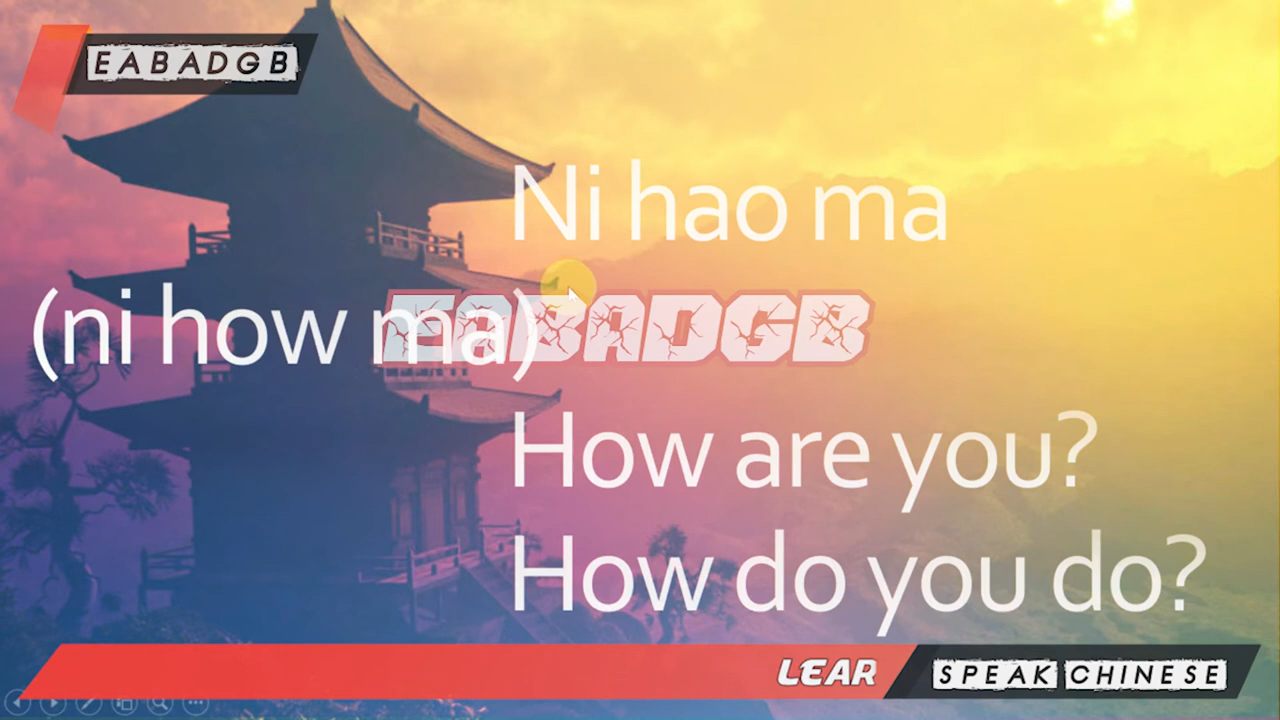 EABADGB
Ni hao ma
(ni how ma)
EABADGB
How are you?
How do you do?
LEAR
SPEAK CHINESE